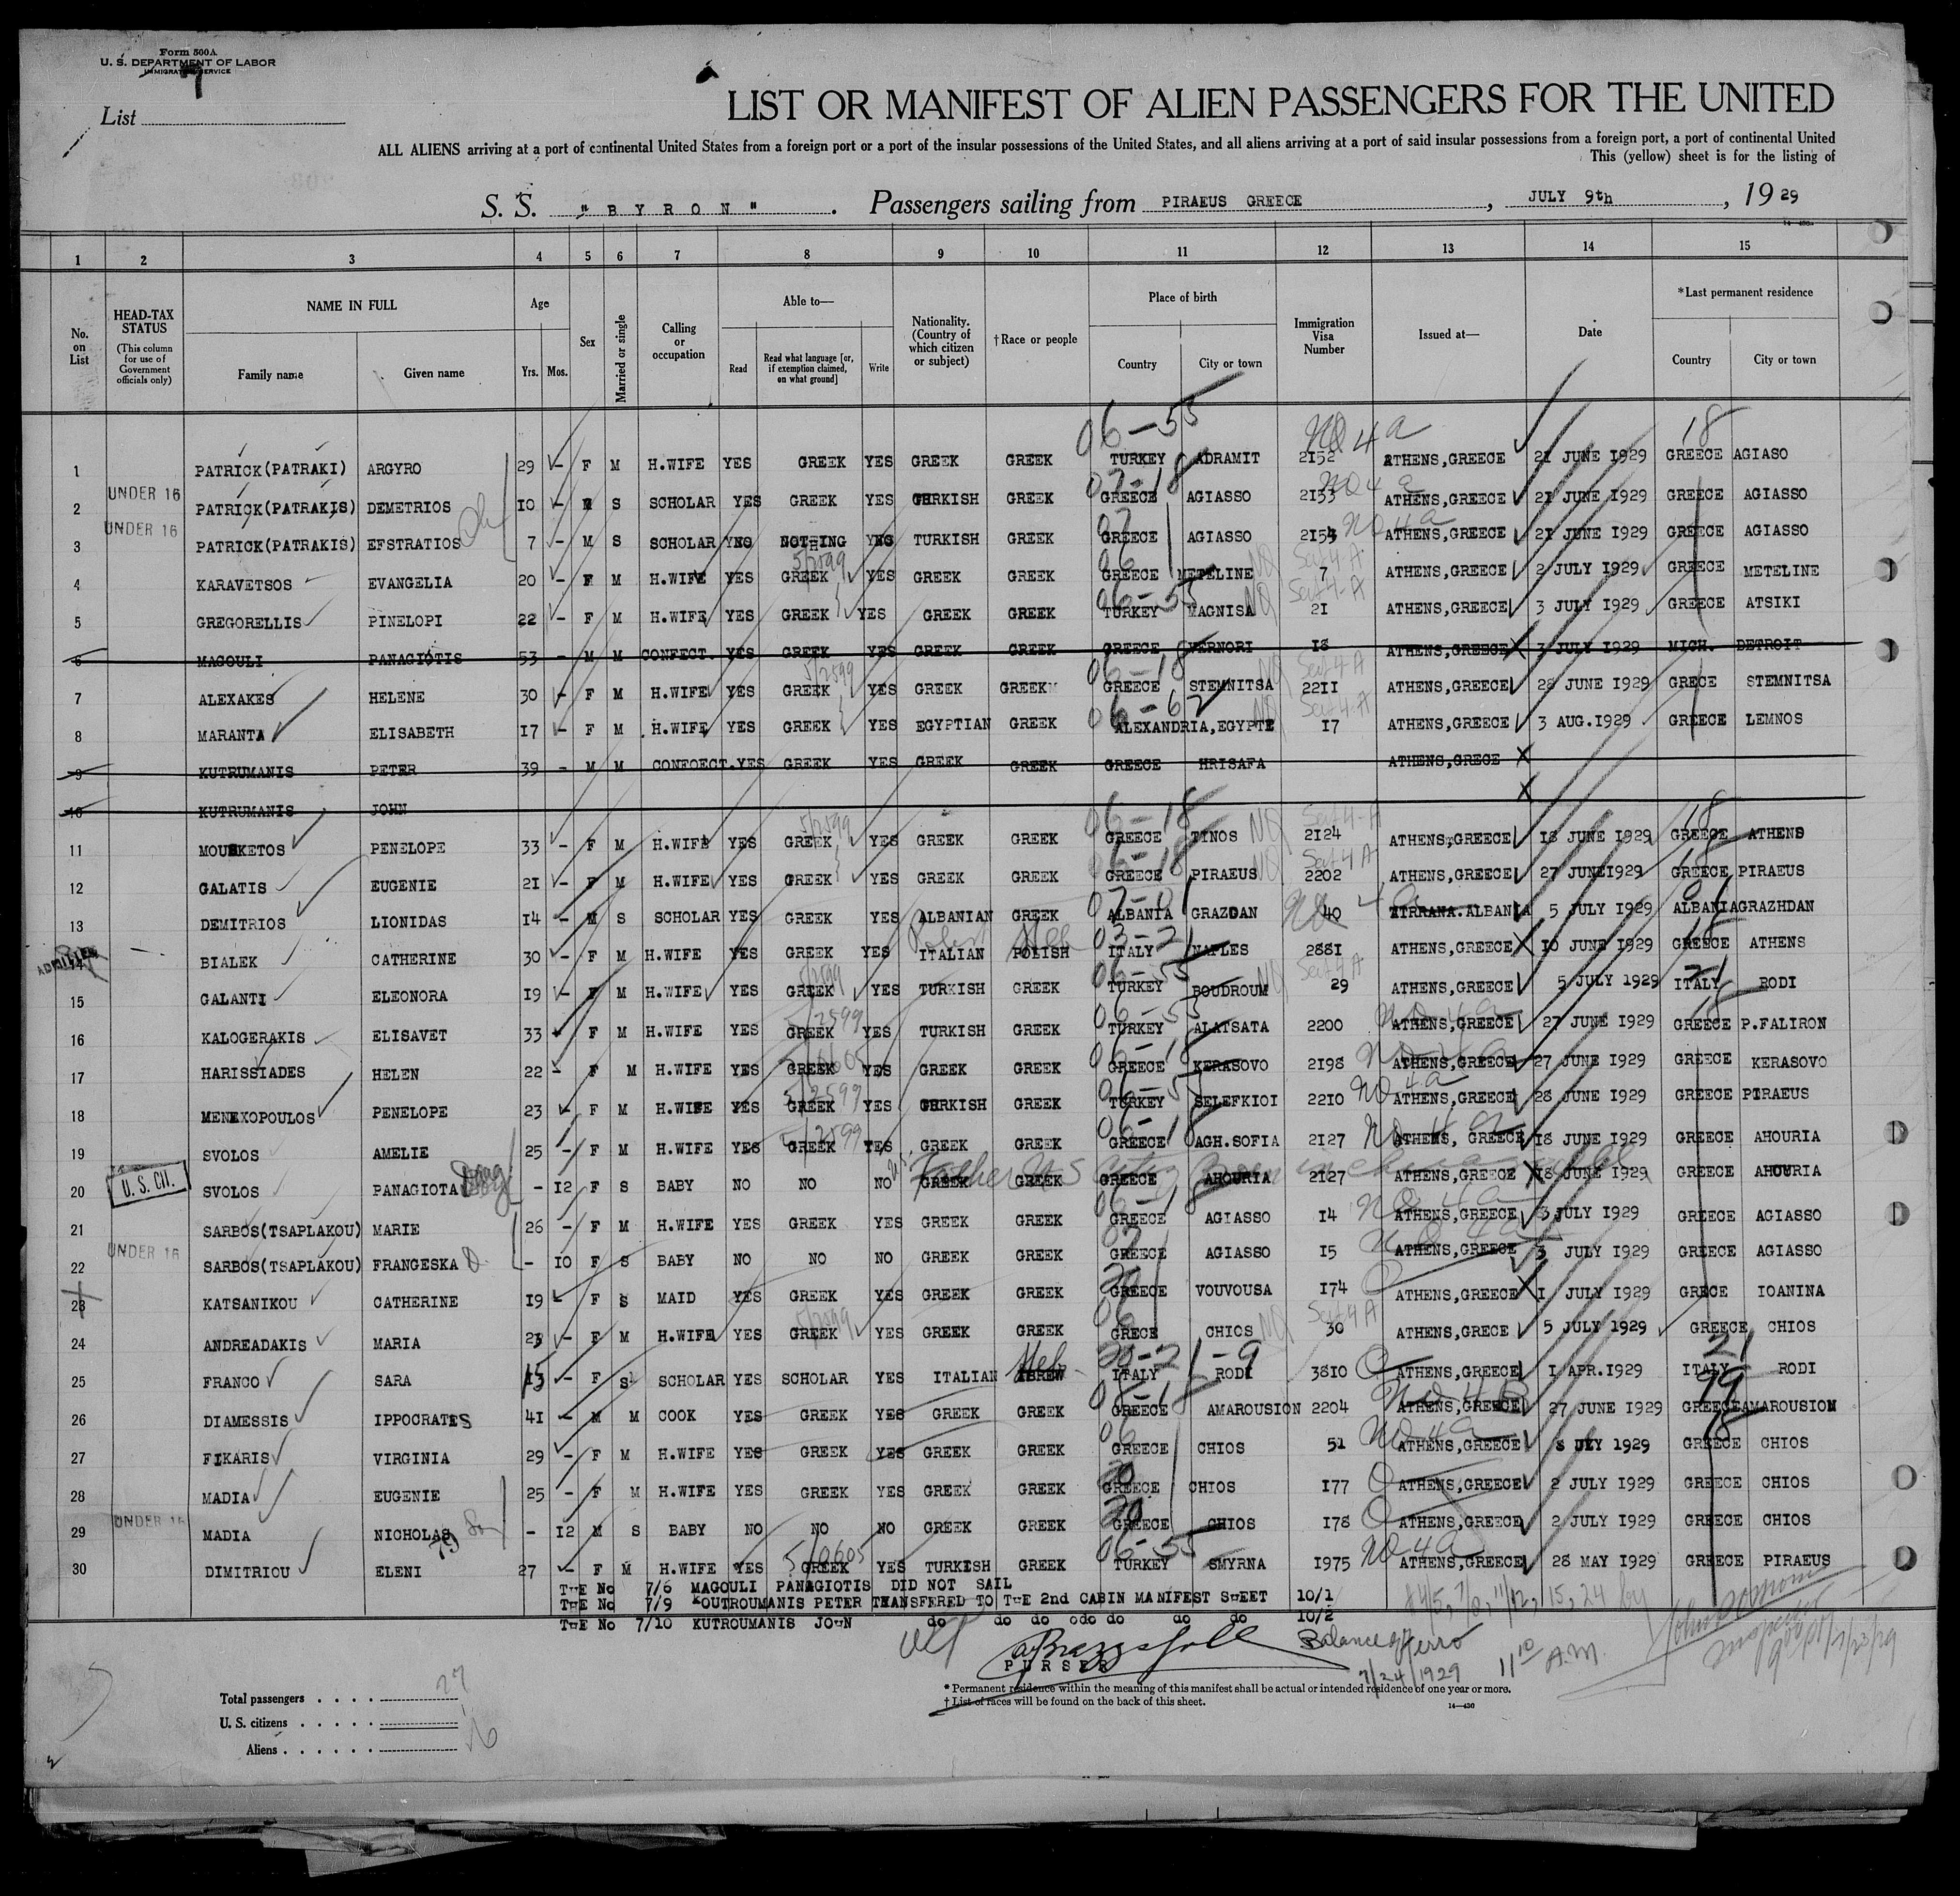 Form 500A
U. S. DEPARTMENT OF LABOR
IMMIGRATION SERVICE
7
List
LIST OR MANIFEST OF ALIEN PASSENGERS FOR THE UNITED
ALL ALIENS arriving at a port of continental United States from a foreign port or a port of the insular possessions of the United States, and all aliens arriving at a port of said insular possessions from a foreign port, a port of continental United
This (yellow) sheet is for the listing of
S. S. "BYRON". Passengers sailing from PIRAEUS GREECE, JULY 9th, 1929
1 2 3 4 5 6 7 8 9 10 11 12 13 14 15
No. on List
HEAD-TAX STATUS (This column for use of Government officials only)
NAME IN FULL Family name Given name
Age Yrs. Mos.
Sex
Married or single
Calling or occupation
Able to— Read Read what language [or, if exemption claimed, on what ground] Write
Nationality. (Country of which citizen or subject)
†Race or people
Place of birth Country City or town
Immigration Visa Number
Issued at—
Date
*Last permanent residence Country City or town
06-55 NQ 4a 18
1 PATRICK(PATRAKI) ARGYRO 29 - F M H.WIFE YES GREEK YES GREEK GREEK TURKEY ADRAMIT 2152 ATHENS,GREECE 21 JUNE 1929 GREECE AGIASO
UNDER 16
2 PATRICK(PATRAKIS) DEMETRIOS 10 - M S SCHOLAR YES GREEK YES TURKISH GREEK GREECE AGIASSO 2153 ATHENS,GREECE 21 JUNE 1929 GREECE AGIASSO
UNDER 16
3 PATRICK(PATRAKIS) EFSTRATIOS 7 - M S SCHOLAR YES NOTHING YES TURKISH GREEK GREECE AGIASSO 2154 ATHENS,GREECE 21 JUNE 1929 GREECE AGIASSO
4 KARAVETSOS EVANGELIA 20 - F M H.WIFE YES GREEK YES GREEK GREEK GREECE METELINE 7 ATHENS,GREECE 2 JULY 1929 GREECE METELINE
5 GREGORELLIS PINELOPI 22 - F M H.WIFE YES GREEK YES GREEK GREEK TURKEY MAGNISA 21 ATHENS,GREECE 3 JULY 1929 GREECE ATSIKI
6 MAGOULI PANAGIOTIS 53 - M M CONFECT. YES GREEK YES GREEK GREEK GREECE VERNORI 18 ATHENS,GREECE 3 JULY 1929 MICH. DETROIT
7 ALEXAKES HELENE 30 - F M H.WIFE YES GREEK YES GREEK GREEK GREECE STEMNITSA 2211 ATHENS,GREECE 28 JUNE 1929 GRECE STEMNITSA
8 MARANTA ELISABETH 17 - F M H.WIFE YES GREEK YES EGYPTIAN GREEK ALEXANDRIA,EGYPTE 17 ATHENS,GREECE 3 AUG.1929 GREECE LEMNOS
9 KUTRUMANIS PETER 39 - M M CONFOECT.YES GREEK YES GREEK GREEK GREECE HRISAFA ATHENS,GRECE
10 KUTRUMANIS JOHN
11 MOUSKETOS PENELOPE 33 - F M H.WIFE YES GREEK YES GREEK GREEK GREECE TINOS 2124 ATHENS,GREECE 18 JUNE 1929 GREECE ATHENS
12 GALATIS EUGENIE 21 - F M H.WIFE YES GREEK YES GREEK GREEK GREECE PIRAEUS 2202 ATHENS,GREECE 27 JUNE1929 GREECE PIRAEUS
13 DEMITRIOS LIONIDAS 14 - M S SCHOLAR YES GREEK YES ALBANIAN GREEK ALBANIA GRAZDAN 40 TIRRANA.ALBANIA 5 JULY 1929 ALBANIA GRAZHDAN
ADMITTED
BIALEK CATHERINE 30 - F M H.WIFE YES GREEK YES ITALIAN POLISH ITALY NAPLES 2881 ATHENS,GREECE 10 JUNE 1929 GREECE ATHENS
15 GALANTI ELEONORA 19 - F M H.WIFE YES GREEK YES TURKISH GREEK TURKEY BOUDROUM 29 ATHENS,GREECE 5 JULY 1929 ITALY RODI
16 KALOGERAKIS ELISAVET 33 - F M H.WIFE YES GREEK YES TURKISH GREEK TURKEY ALATSATA 2200 ATHENS,GREECE 27 JUNE 1929 GREECE P.FALIRON
17 HARISSIADES HELEN 22 - F M H.WIFE YES GREEK YES GREEK GREEK GREECE KERASOVO 2198 ATHENS,GREECE 27 JUNE 1929 GREECE KERASOVO
18 MENEXOPOULOS PENELOPE 23 - F M H.WIFE YES GREEK YES TURKISH GREEK TURKEY SELEFKIOI 2210 ATHENS,GREECE 28 JUNE 1929 GREECE PIRAEUS
19 SVOLOS AMELIE 25 - F M H.WIFE YES GREEK YES GREEK GREEK GREECE AGH.SOFIA 2127 ATHENS, GREECE 18 JUNE 1929 GREECE AHOURIA
U. S. CIT.
20 SVOLOS PANAGIOTA - 12 F S BABY NO NO NO GREEK GREEK GREECE AHOURIA 2127 ATHENS,GREECE 18 JUNE 1929 GREECE AHOURIA
21 SARBOS(TSAPLAKOU) MARIE 26 - F M H.WIFE YES GREEK YES GREEK GREEK GREECE AGIASSO 14 ATHENS,GREECE 3 JULY 1929 GREECE AGIASSO
UNDER 16
22 SARBOS(TSAPLAKOU) FRANGESKA - 10 F S BABY NO NO NO GREEK GREEK GREECE AGIASSO 15 ATHENS,GREECE 3 JULY 1929 GREECE AGIASSO
23 KATSANIKOU CATHERINE 19 - F S MAID YES GREEK YES GREEK GREEK GREECE VOUVOUSA 174 ATHENS,GREECE 1 JULY 1929 GRECE IOANINA
24 ANDREADAKIS MARIA 23 - F M H.WIFE YES GREEK YES GREEK GREEK GRECE CHIOS 30 ATHENS,GRECE 5 JULY 1929 GREECE CHIOS
25 FRANCO SARA 15 - F S SCHOLAR YES SCHOLAR YES ITALIAN Heb ITALY RODI 3810 ATHENS,GREECE 1 APR.1929 ITALY RODI
26 DIAMESSIS IPPOCRATES 41 - M M COOK YES GREEK YES GREEK GREEK GREECE AMAROUSION 2204 ATHENS,GREECE 27 JUNE 1929 GREECE AMAROUSION
27 FIKARIS VIRGINIA 29 - F M H.WIFE YES GREEK YES GREEK GREEK GREECE CHIOS 51 ATHENS,GREECE 8 JLY 1929 GREECE CHIOS
28 MADIA EUGENIE 25 - F M H.WIFE YES GREEK YES GREEK GREEK GREECE CHIOS 177 ATHENS,GREECE 2 JULY 1929 GREECE CHIOS
UNDER 16
29 MADIA NICHOLAS - 12 M S BABY NO NO NO GREEK GREEK GREECE CHIOS 178 ATHENS,GREECE 2 JULY 1929 GREECE CHIOS
30 DIMITRIOU ELENI 27 - F M H.WIFE YES GREEK YES TURKISH GREEK TURKEY SMYRNA 1975 ATHENS,GREECE 28 MAY 1929 GREECE PIRAEUS
THE No 7/6 MAGOULI PANAGIOTIS DID NOT SAIL
THE No 7/9 KOUTROUMANIS PETER TRANSFERED TO THE 2nd CABIN MANIFEST SHEET 10/1
THE No 7/10 KUTROUMANIS JOHN do do do do do do do 10/2
PURSER
7/24/1929 11 10 A.M.
* Permanent residence within the meaning of this manifest shall be actual or intended residence of one year or more.
† List of races will be found on the back of this sheet.
14—430
Total passengers . . . . 27
U. S. citizens . . . . . 1
Aliens . . . . . . 26